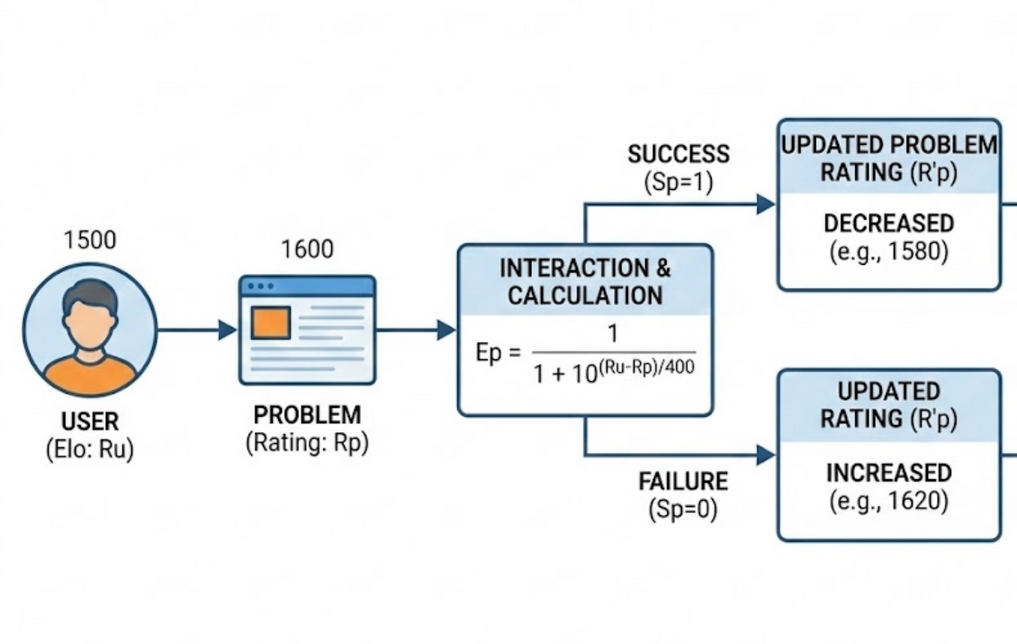 1500
USER
(Elo: Ru)
1600
PROBLEM
(Rating: Rp)
INTERACTION &
CALCULATION
Ep = 1 / 1 + 10^(Ru-Rp)/400
SUCCESS
(Sp=1)
UPDATED PROBLEM
RATING (R'p)
DECREASED
(e.g., 1580)
FAILURE
(Sp=0)
UPDATED
RATING (R'p)
INCREASED
(e.g., 1620)